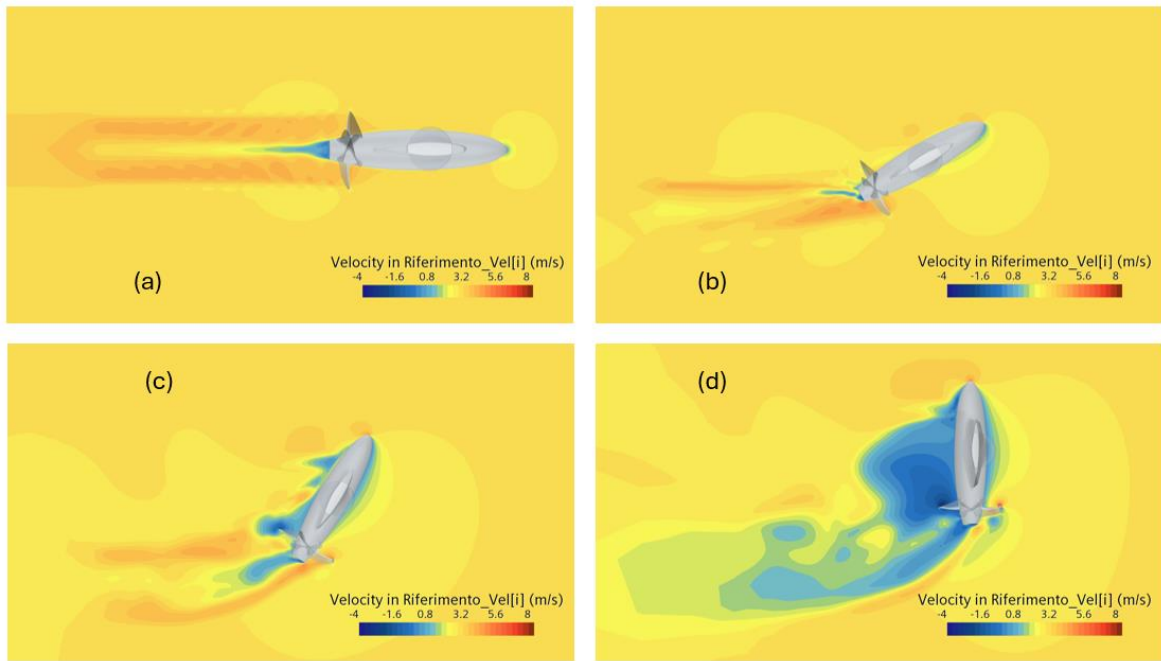 Velocity in Riferimento_Vel[i] (m/s)
-4 -1.6 0.8 3.2 5.6 8
(a)
Velocity in Riferimento_Vel[i] (m/s)
-4 -1.6 0.8 3.2 5.6 8
(b)
(c)
Velocity in Riferimento_Vel[i] (m/s)
-4 -1.6 0.8 3.2 5.6 8
(d)
Velocity in Riferimento_Vel[i] (m/s)
-4 -1.6 0.8 3.2 5.6 8